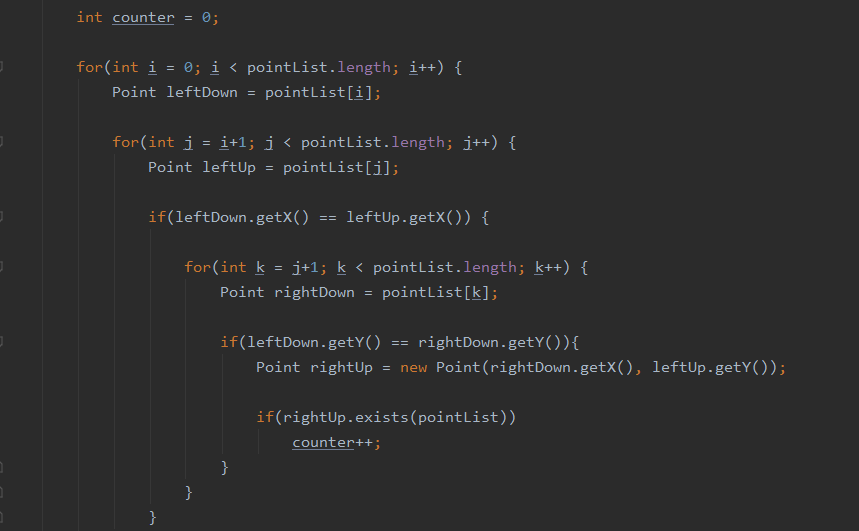 int counter = 0;
for(int i = 0; i < pointList.length; i++) {
Point leftDown = pointList[i];
for(int j = i+1; j < pointList.length; j++) {
Point leftUp = pointList[j];
if(leftDown.getX() == leftUp.getX()) {
for(int k = j+1; k < pointList.length; k++) {
Point rightDown = pointList[k];
if(leftDown.getY() == rightDown.getY()){
Point rightUp = new Point(rightDown.getX(), leftUp.getY());
if(rightUp.exists(pointList))
counter++;
}
}
}